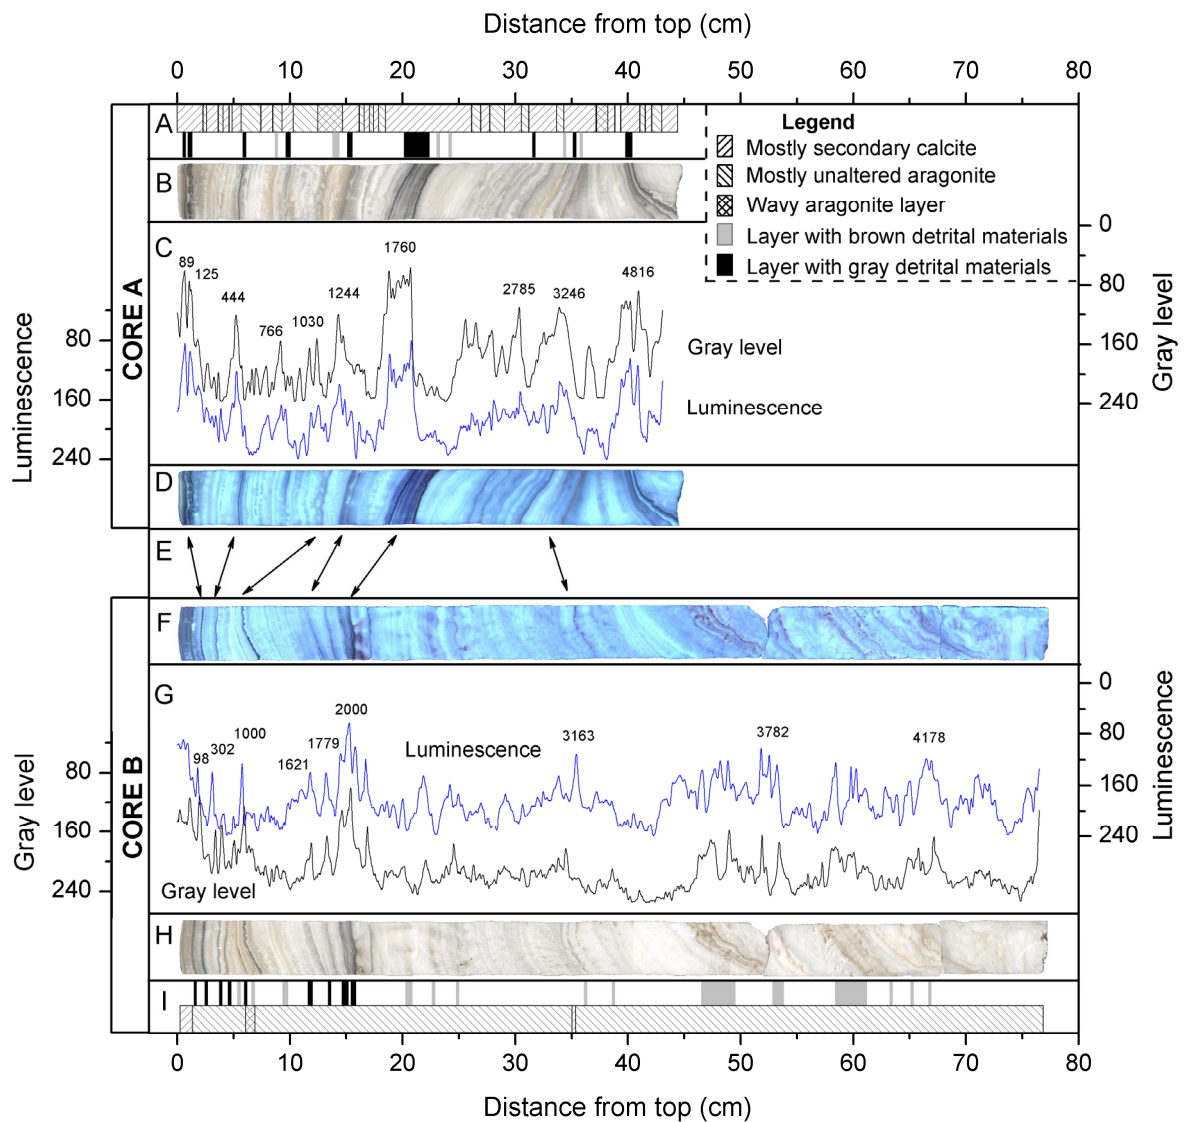 Distance from top (cm)
0 10 20 30 40 50 60 70 80
A
Legend
Mostly secondary calcite
Mostly unaltered aragonite
Wavy aragonite layer
Layer with brown detrital materials
Layer with gray detrital materials
B
CORE A
C
89
125
444
766
1030
1244
1760
2785
3246
4816
Gray level
Luminescence
Luminescence
80
160
240
0
80
160
240
Gray level
D
E
F
CORE B
G
98
302
1000
1621
1779
2000
Luminescence
3163
3782
4178
Gray level
Gray level
80
160
240
0
80
160
240
Luminescence
H
I
0 10 20 30 40 50 60 70 80
Distance from top (cm)